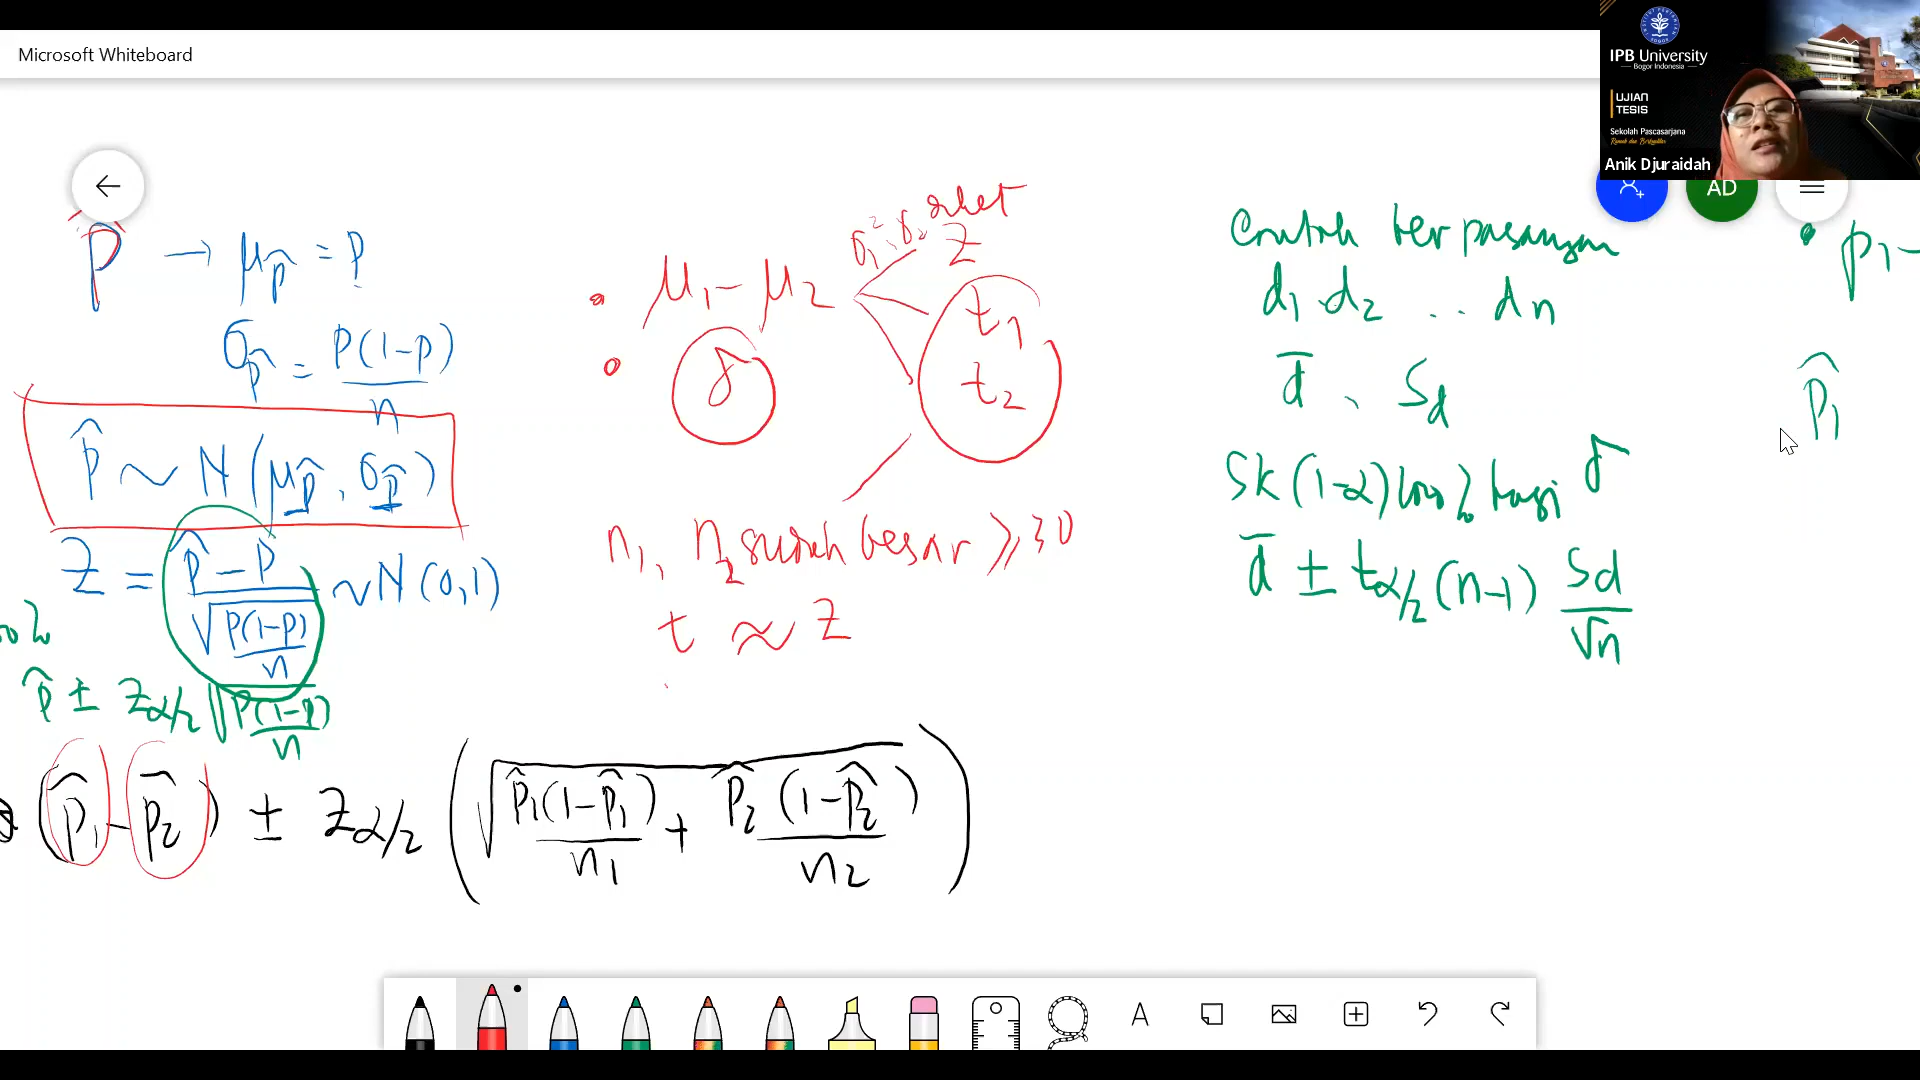 Microsoft Whiteboard
IPB University
Bogor Indonesia
UJIAN
TESIS
Sekolah Pascasarjana
Anik Djuraidah
AD
p̂ → μp̂ = P
σp̂ = P(1-p)/n
p̂ ~ N(μp̂, σp̂)
Z = (p̂ - P)/√(P(1-P)/n) ~ N(0,1)
p̂ ± Zα/2 √(P(1-P)/n)
(p̂1 - p̂2) ± Zα/2 (√(p̂1(1-p̂1)/n1 + p̂2(1-p̂2)/n2))
• μ1 - μ2
σ1², σ2
Z
t1
t2
• δ
n1, n2 sudah besar ≥ 30
t ≈ Z
Contoh berpasangan
d1 d2 .. dn
d̄, Sd
SK (1-α)100% bagi δ
d̄ ± tα/2 (n-1) Sd/√n
• p1 -
p̂1
A